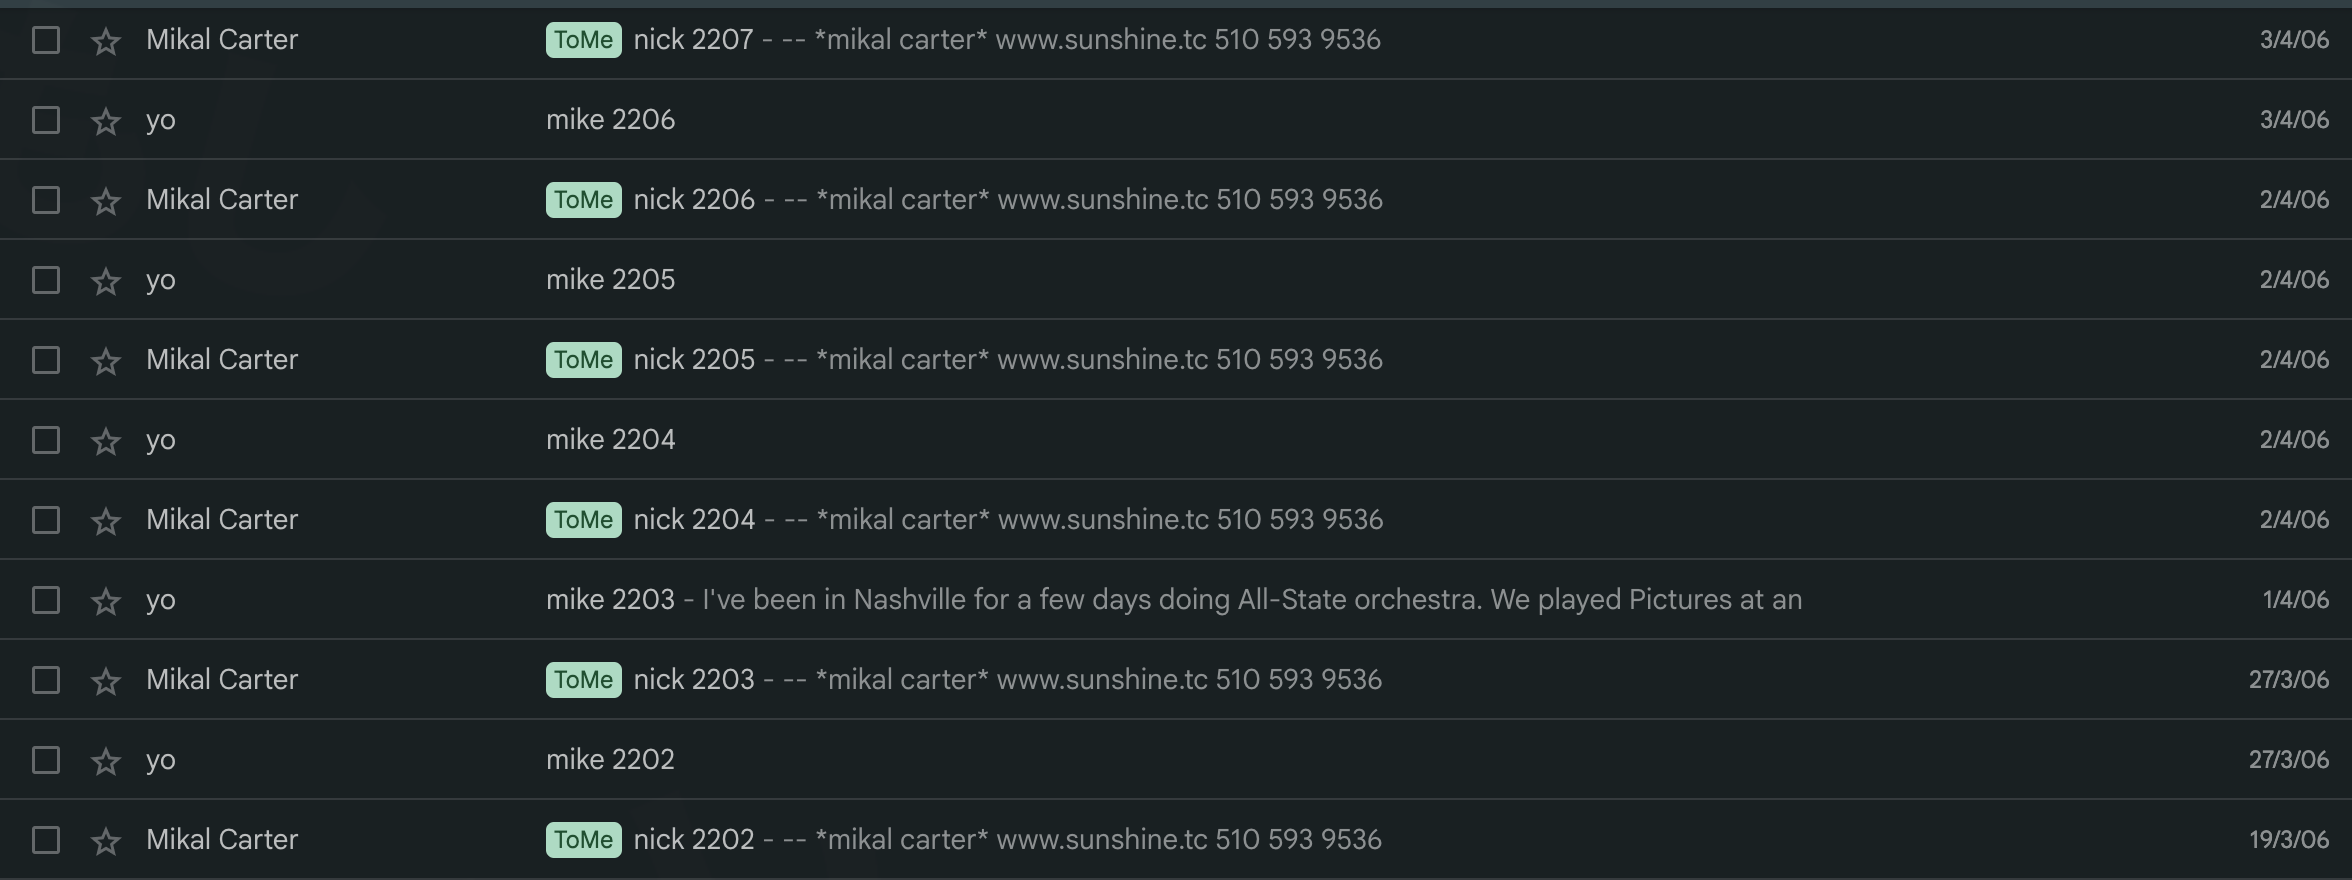 Mikal Carter ToMe nick 2207 - -- *mikal carter* www.sunshine.tc 510 593 9536 3/4/06
yo mike 2206 3/4/06
Mikal Carter ToMe nick 2206 - -- *mikal carter* www.sunshine.tc 510 593 9536 2/4/06
yo mike 2205 2/4/06
Mikal Carter ToMe nick 2205 - -- *mikal carter* www.sunshine.tc 510 593 9536 2/4/06
yo mike 2204 2/4/06
Mikal Carter ToMe nick 2204 - -- *mikal carter* www.sunshine.tc 510 593 9536 2/4/06
yo mike 2203 - I've been in Nashville for a few days doing All-State orchestra. We played Pictures at an 1/4/06
Mikal Carter ToMe nick 2203 - -- *mikal carter* www.sunshine.tc 510 593 9536 27/3/06
yo mike 2202 27/3/06
Mikal Carter ToMe nick 2202 - -- *mikal carter* www.sunshine.tc 510 593 9536 19/3/06